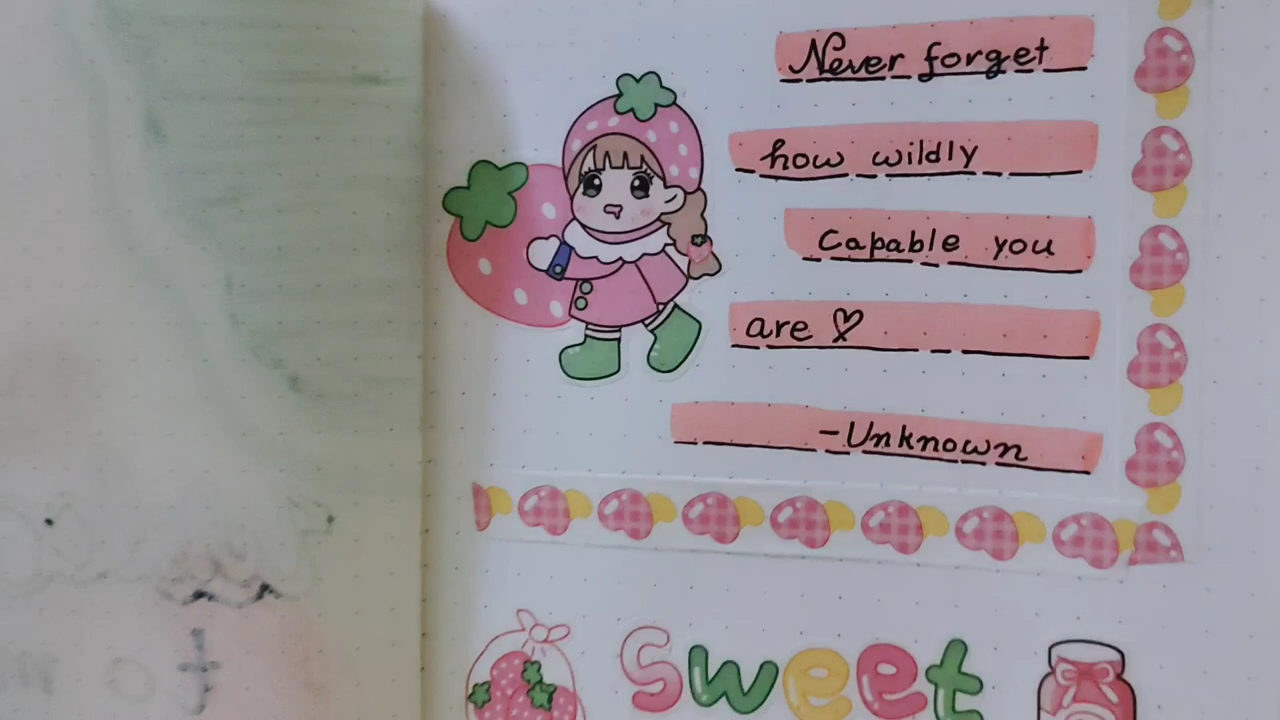 Never forget
how wildly
Capable you
are ♡
-Unknown
sweet